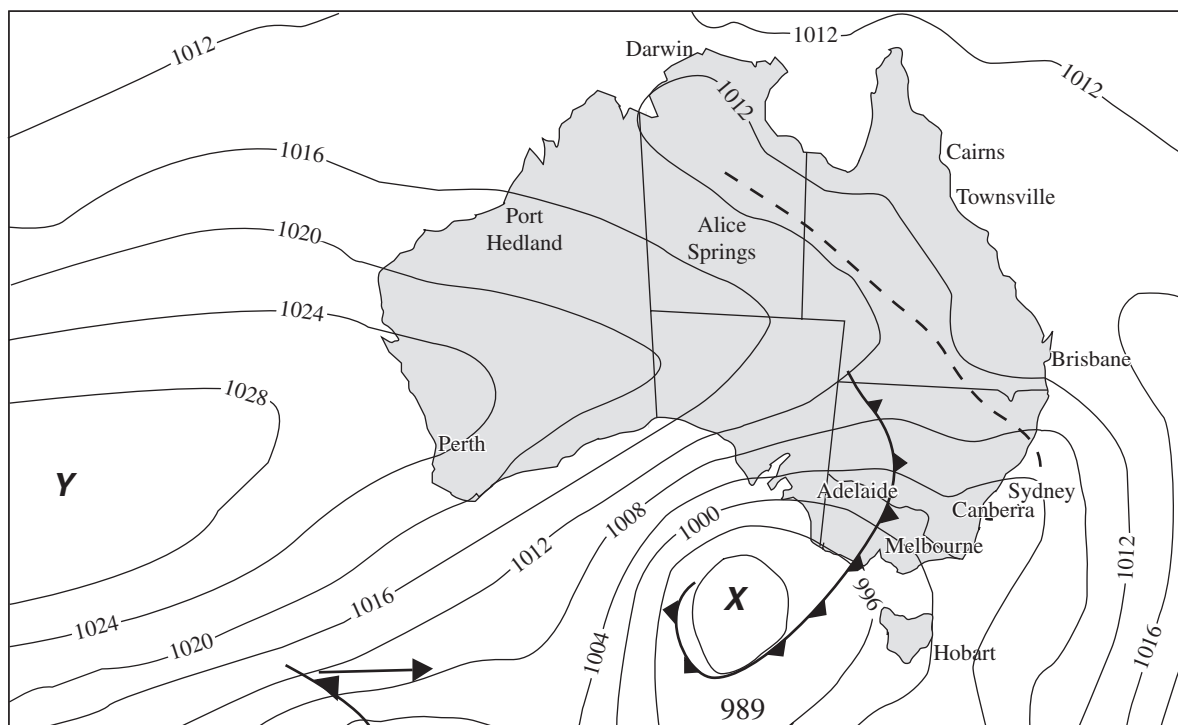 1012
1012
Darwin
1012
1012
1016
Cairns
Port
Hedland
Alice
Springs
Townsville
1020
1024
Brisbane
1028
Perth
Y
Adelaide
Sydney
Canberra
1008
1000
Melbourne
1012
1012
X
996
1016
1024
1020
1004
1016
Hobart
989